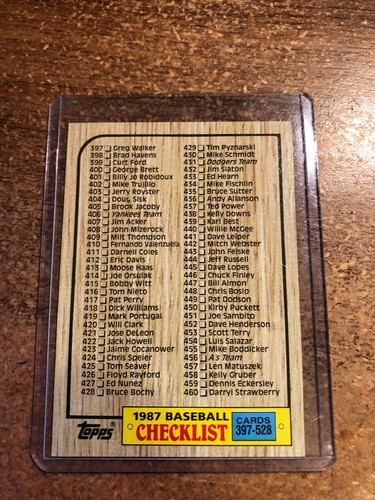 397 Greg Walker
398 Brad Havens
399 Curt Ford
400 George Brett
401 Billy Jo Robidoux
402 Mike Trujillo
403 Jerry Royster
404 Doug Sisk
405 Brook Jacoby
406 Yankees Team
407 Jim Acker
408 John Mizerock
409 Milt Thompson
410 Fernando Valenzuela
411 Darnell Coles
412 Eric Davis
413 Moose Haas
414 Joe Orsulak
415 Bobby Witt
416 Tom Nieto
417 Pat Perry
418 Dick Williams
419 Mark Portugal
420 Will Clark
421 Jose DeLeon
422 Jack Howell
423 Jaime Cocanower
424 Chris Speier
425 Tom Seaver
426 Floyd Rayford
427 Ed Nunez
428 Bruce Bochy
429 Tim Pyznarski
430 Mike Schmidt
431 Dodgers Team
432 Jim Slaton
433 Ed Hearn
434 Mike Fischlin
435 Bruce Sutter
436 Andy Allanson
437 Ted Power
438 Kelly Downs
439 Karl Best
440 Willie McGee
441 Dave Leiper
442 Mitch Webster
443 John Felske
444 Jeff Russell
445 Dave Lopes
446 Chuck Finley
447 Bill Almon
448 Chris Bosio
449 Pat Dodson
450 Kirby Puckett
451 Joe Sambito
452 Dave Henderson
453 Scott Terry
454 Luis Salazar
455 Mike Boddicker
456 A's Team
457 Len Matuszek
458 Kelly Gruber
459 Dennis Eckersley
460 Darryl Strawberry
Topps
1987 BASEBALL
CHECKLIST
CARDS
397-528